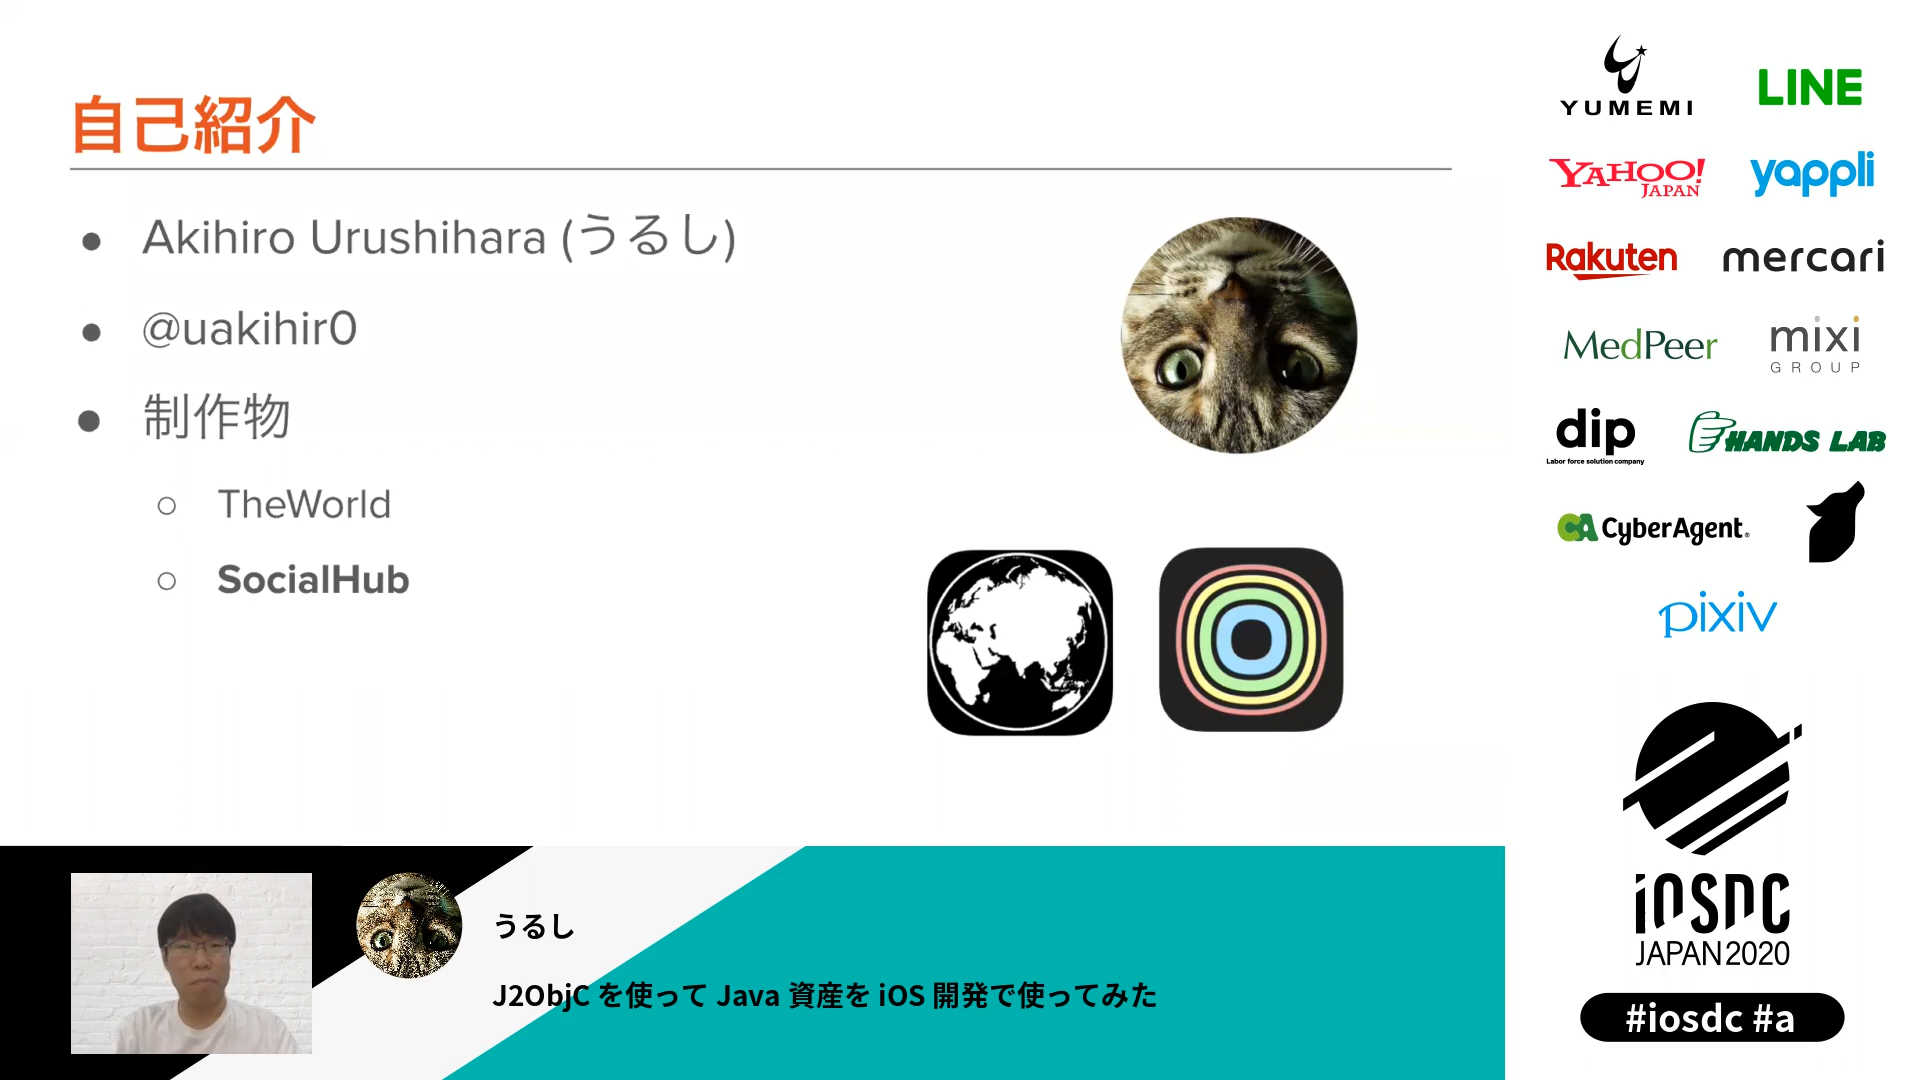 自己紹介
Akihiro Urushihara (うるし)
@uakihir0
制作物
TheWorld
SocialHub
うるし
J2ObjC を使って Java 資産を iOS 開発で使ってみた
YUMEMI
LINE
YAHOO!
JAPAN
yappli
Rakuten
mercari
MedPeer
mixi
GROUP
dip
Labor force solution company
HANDS LAB
CA CyberAgent.
pixiv
iOSDC
JAPAN 2020
#iosdc #a